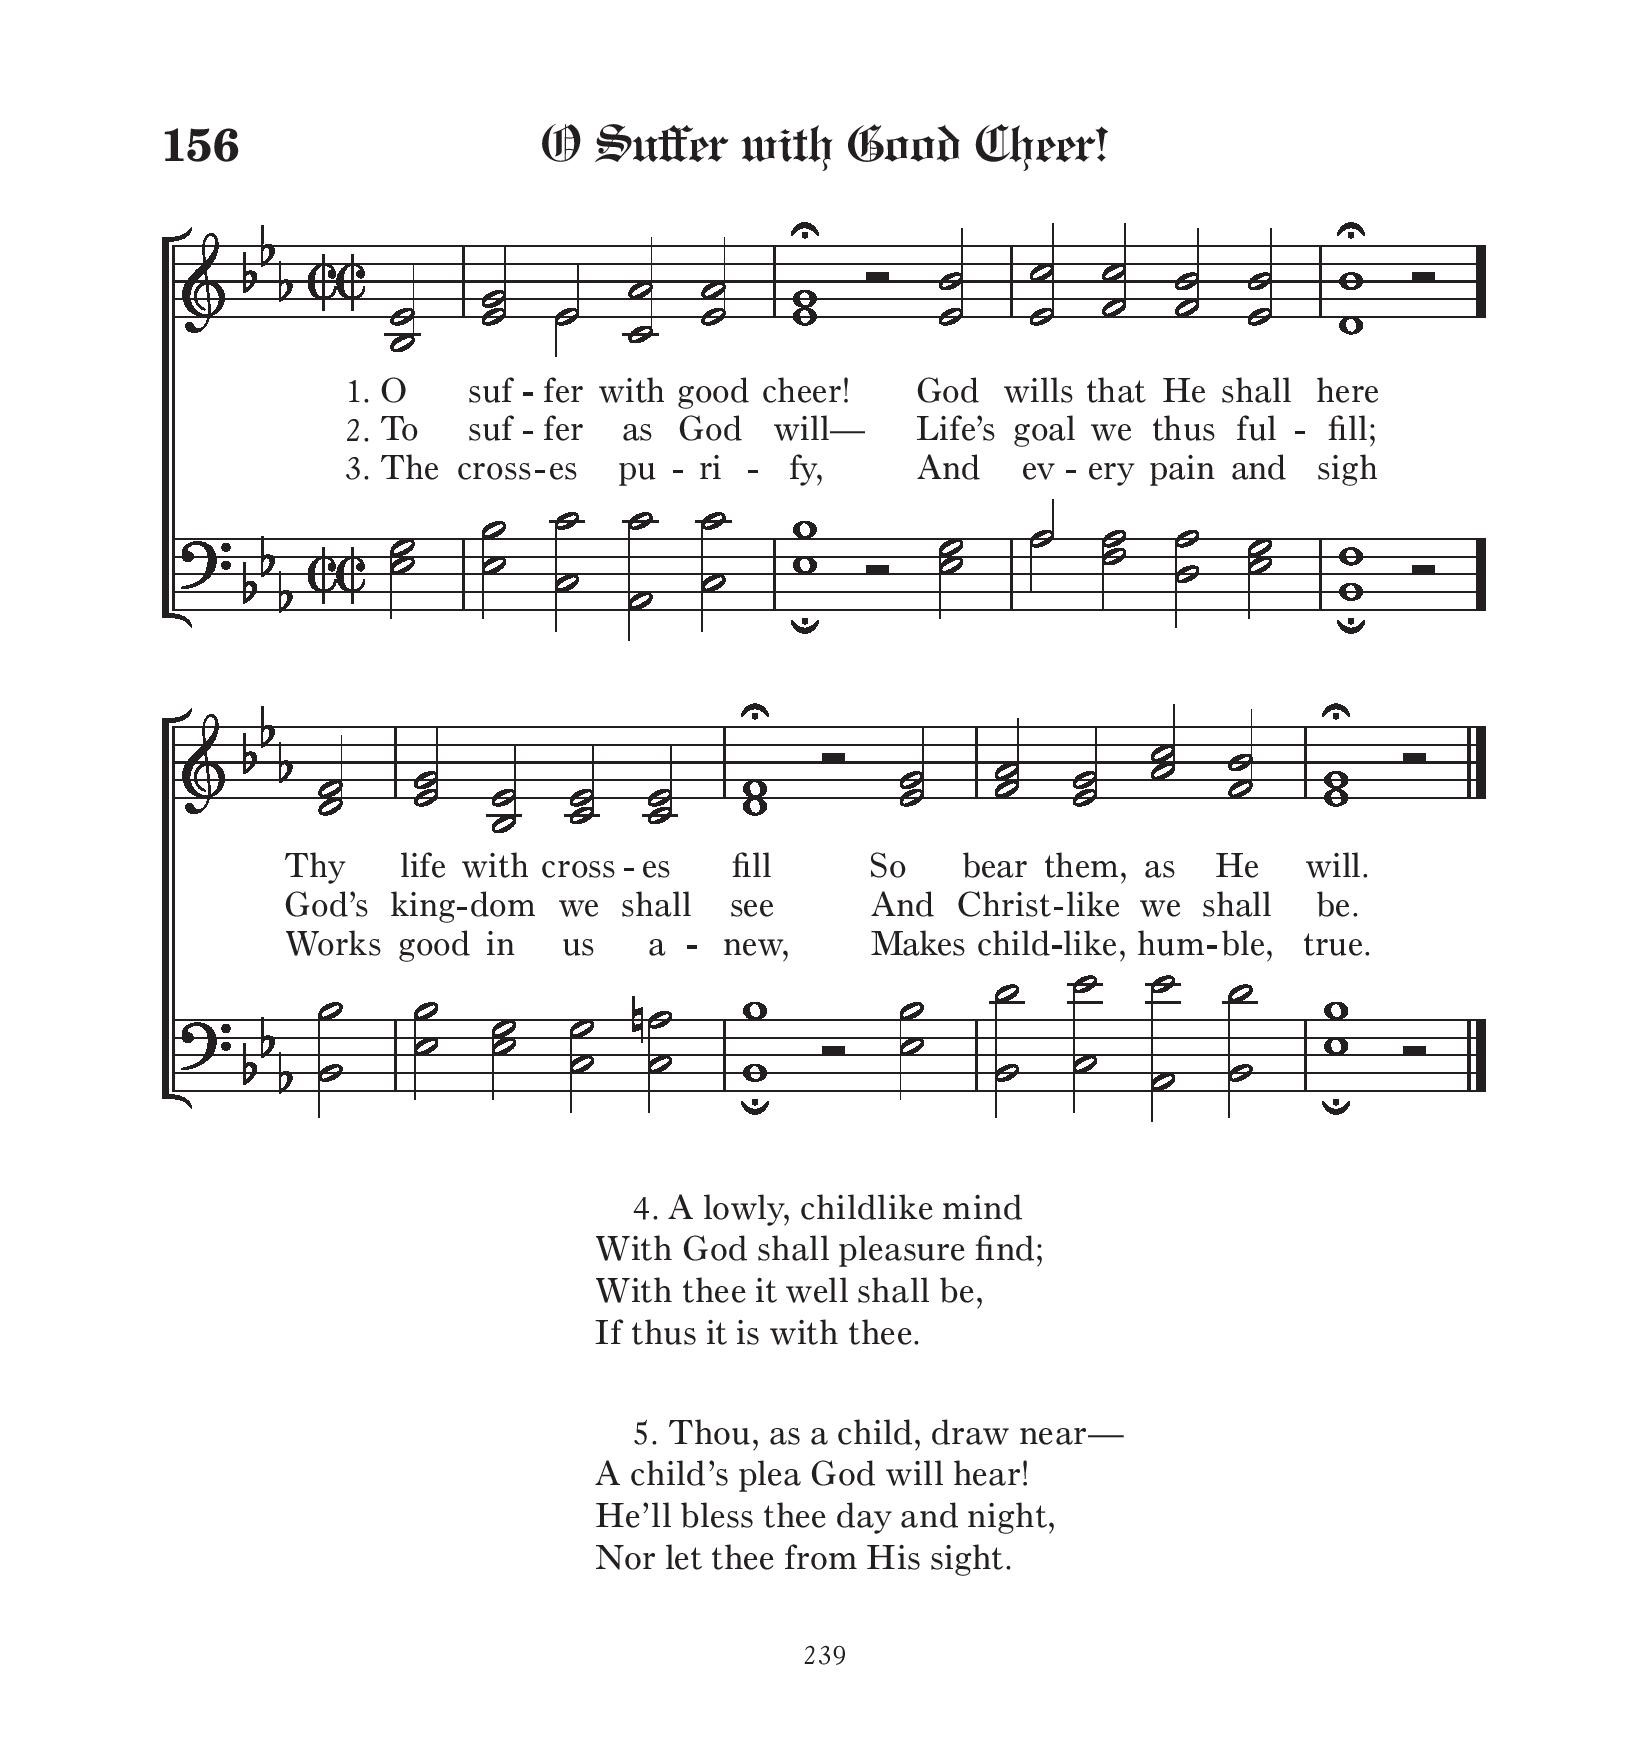 156 O Suffer with Good Cheer!
1. O suf - fer with good cheer! God wills that He shall here
2. To suf - fer as God will— Life's goal we thus ful - fill;
3. The cross-es pu - ri - fy, And ev - ery pain and sigh
Thy life with cross - es fill So bear them, as He will.
God's king-dom we shall see And Christ-like we shall be.
Works good in us a - new, Makes child-like, hum-ble, true.
4. A lowly, childlike mind
With God shall pleasure find;
With thee it well shall be,
If thus it is with thee.
5. Thou, as a child, draw near—
A child's plea God will hear!
He'll bless thee day and night,
Nor let thee from His sight.
239